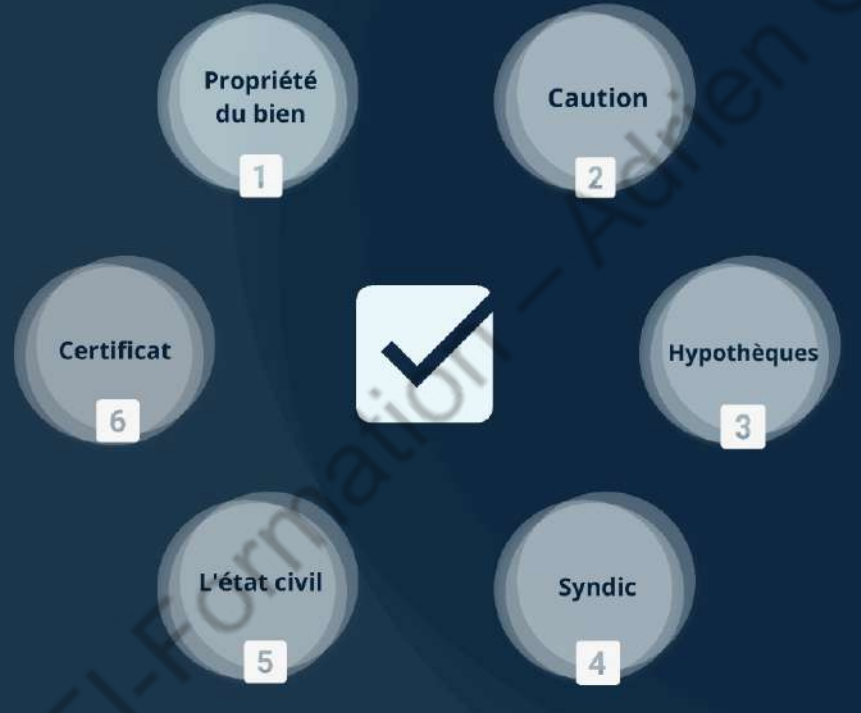 Propriété
du bien
1
Caution
2
Hypothèques
3
Syndic
4
L'état civil
5
Certificat
6
-Formation – Adrien